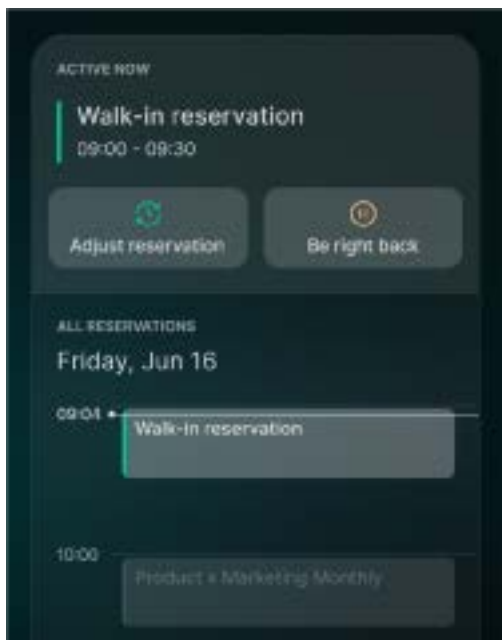 ACTIVE NOW
Walk-in reservation
09:00 - 09:30
Adjust reservation
Be right back
ALL RESERVATIONS
Friday, Jun 16
09:04
Walk-in reservation
10:00
Product x Marketing Monthly